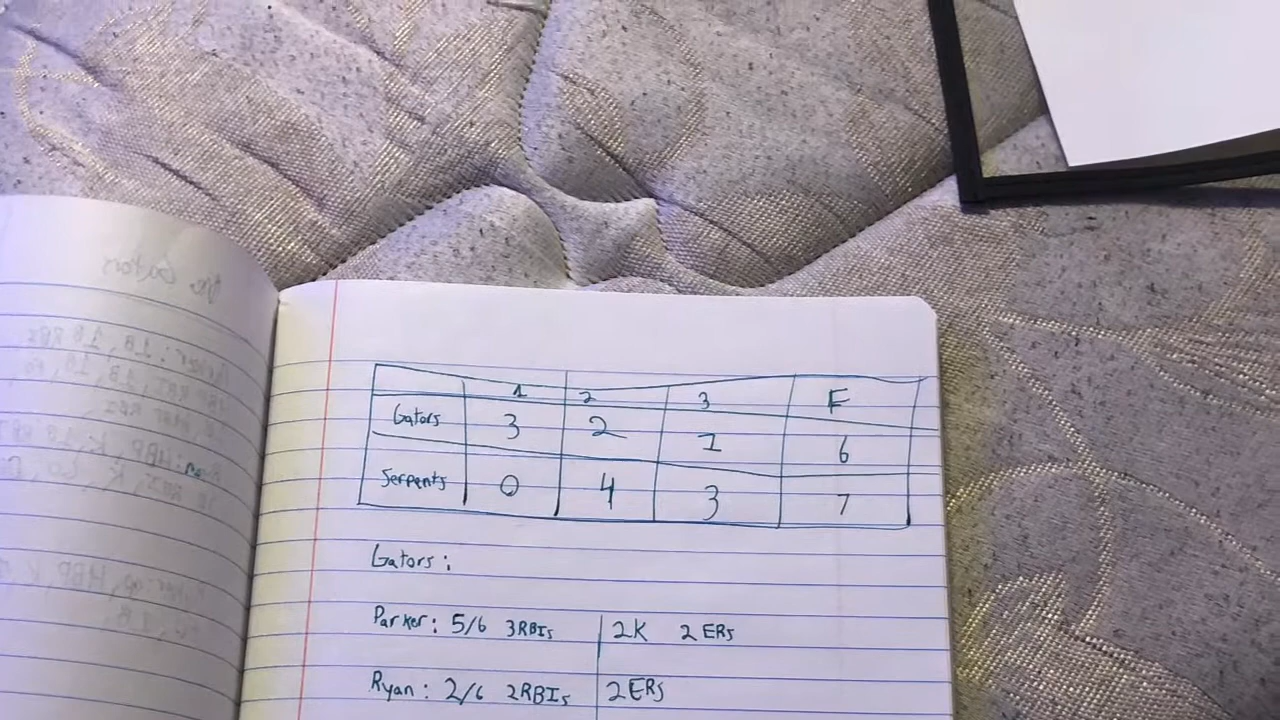 1 2 3 F
Gators 3 2 1 6
Serpents 0 4 3 7
Gators:
Parker: 5/6 3RBIs 2K 2ERs
Ryan: 2/6 2RBIs 2ERs